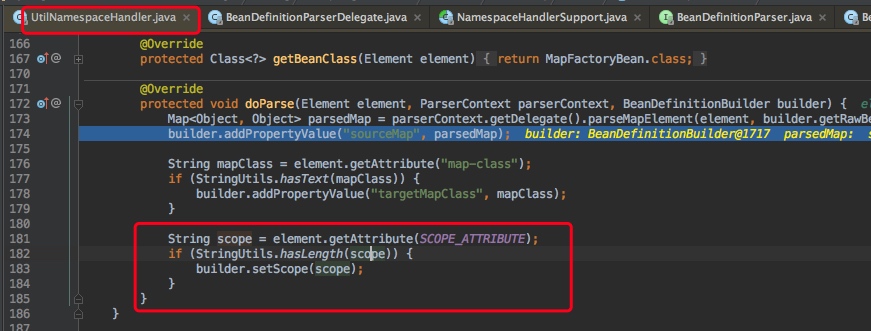 UtilNamespaceHandler.java × BeanDefinitionParserDelegate.java × NamespaceHandlerSupport.java × BeanDefinitionParser.java × Be
166 @Override
167 protected Class<?> getBeanClass(Element element) { return MapFactoryBean.class; }
170
171 @Override
172 protected void doParse(Element element, ParserContext parserContext, BeanDefinitionBuilder builder) { el
173 Map<Object, Object> parsedMap = parserContext.getDelegate().parseMapElement(element, builder.getRawBe
174 builder.addPropertyValue("sourceMap", parsedMap); builder: BeanDefinitionBuilder@1717 parsedMap: s
175
176 String mapClass = element.getAttribute("map-class");
177 if (StringUtils.hasText(mapClass)) {
178 builder.addPropertyValue("targetMapClass", mapClass);
179 }
180
181 String scope = element.getAttribute(SCOPE_ATTRIBUTE);
182 if (StringUtils.hasLength(scope)) {
183 builder.setScope(scope);
184 }
185 }
186 }
187